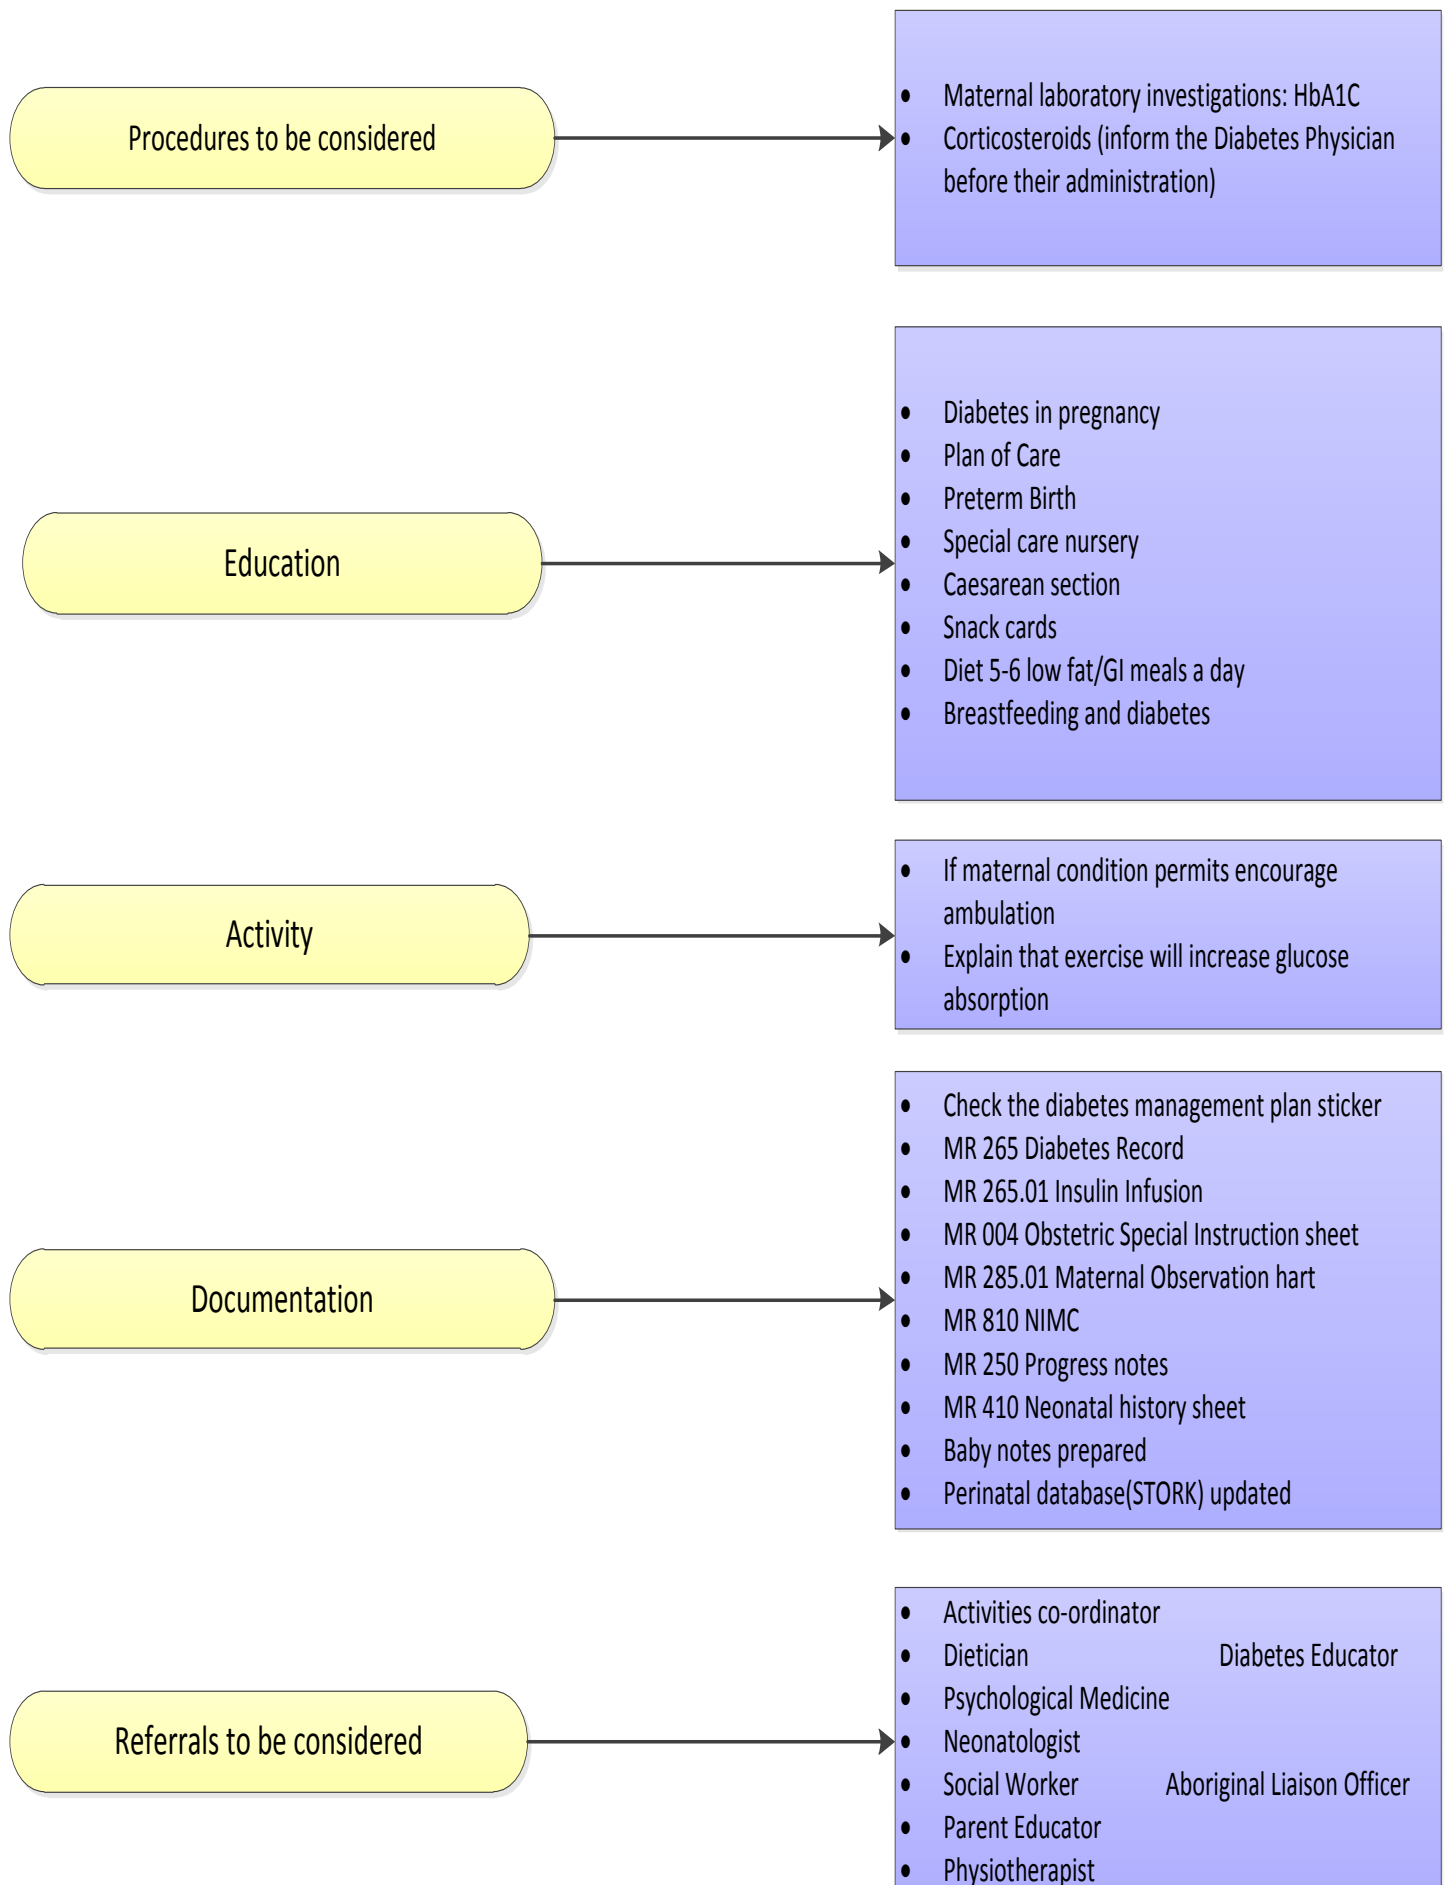 Procedures to be considered
• Maternal laboratory investigations: HbA1C
• Corticosteroids (inform the Diabetes Physician
before their administration)
Education
• Diabetes in pregnancy
• Plan of Care
• Preterm Birth
• Special care nursery
• Caesarean section
• Snack cards
• Diet 5-6 low fat/GI meals a day
• Breastfeeding and diabetes
Activity
• If maternal condition permits encourage
ambulation
• Explain that exercise will increase glucose
absorption
Documentation
• Check the diabetes management plan sticker
• MR 265 Diabetes Record
• MR 265.01 Insulin Infusion
• MR 004 Obstetric Special Instruction sheet
• MR 285.01 Maternal Observation hart
• MR 810 NIMC
• MR 250 Progress notes
• MR 410 Neonatal history sheet
• Baby notes prepared
• Perinatal database(STORK) updated
Referrals to be considered
• Activities co-ordinator
• Dietician Diabetes Educator
• Psychological Medicine
• Neonatologist
• Social Worker Aboriginal Liaison Officer
• Parent Educator
• Physiotherapist